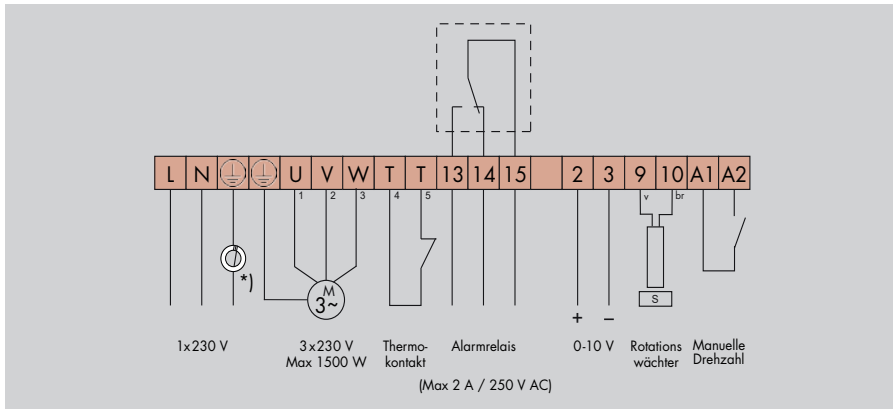 L N U V W T T 13 14 15 2 3 9 10 A1 A2
1 2 3 4 5 v br
*)
M
3~
S
+ −
1x230 V
3x230 V
Max 1500 W
Thermo-
kontakt
Alarmrelais
(Max 2 A / 250 V AC)
0-10 V
Rotations
wächter
Manuelle
Drehzahl